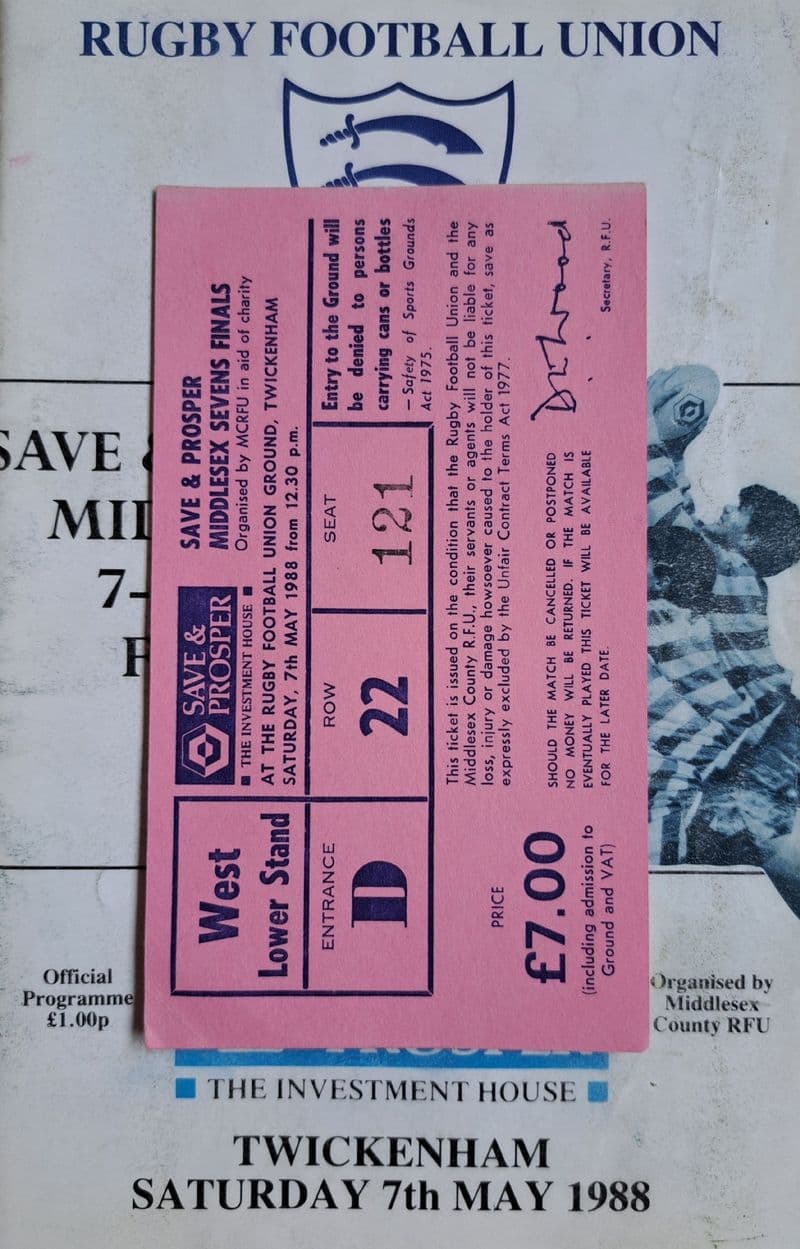 RUGBY FOOTBALL UNION
SAVE
MID
7-
F
Official
Programme
£1.00p
Organised by
Middlesex
County RFU
THE INVESTMENT HOUSE
TWICKENHAM
SATURDAY 7th MAY 1988
West
Lower Stand
SAVE &
PROSPER
■ THE INVESTMENT HOUSE ■
SAVE & PROSPER
MIDDLESEX SEVENS FINALS
Organised by MCRFU in aid of charity
AT THE RUGBY FOOTBALL UNION GROUND, TWICKENHAM
SATURDAY, 7th MAY 1988 from 12.30 p.m.
ENTRANCE
D
ROW
22
SEAT
121
Entry to the Ground will
be denied to persons
carrying cans or bottles
— Safety of Sports Grounds
Act 1975.
PRICE
£7.00
(including admission to
Ground and VAT)
This ticket is issued on the condition that the Rugby Football Union and the
Middlesex County R.F.U., their servants or agents will not be liable for any
loss, injury or damage howsoever caused to the holder of this ticket, save as
expressly excluded by the Unfair Contract Terms Act 1977.
SHOULD THE MATCH BE CANCELLED OR POSTPONED
NO MONEY WILL BE RETURNED. IF THE MATCH IS
EVENTUALLY PLAYED THIS TICKET WILL BE AVAILABLE
FOR THE LATER DATE.
Secretary, R.F.U.